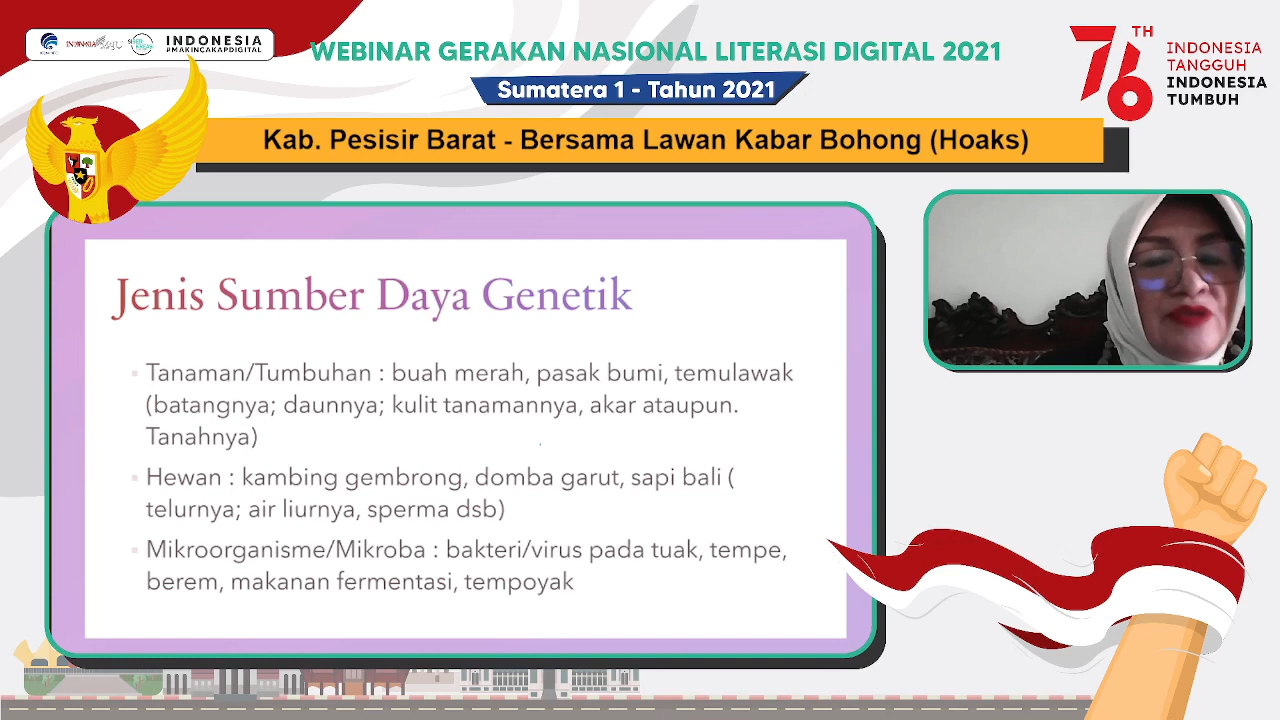 INDONESIA
#MAKINCAKAPDIGITAL
WEBINAR GERAKAN NASIONAL LITERASI DIGITAL 2021
Sumatera 1 - Tahun 2021
76 TH
INDONESIA
TANGGUH
INDONESIA
TUMBUH
Kab. Pesisir Barat - Bersama Lawan Kabar Bohong (Hoaks)
Jenis Sumber Daya Genetik
Tanaman/Tumbuhan : buah merah, pasak bumi, temulawak
(batangnya; daunnya; kulit tanamannya, akar ataupun.
Tanahnya)
Hewan : kambing gembrong, domba garut, sapi bali (
telurnya; air liurnya, sperma dsb)
Mikroorganisme/Mikroba : bakteri/virus pada tuak, tempe,
berem, makanan fermentasi, tempoyak